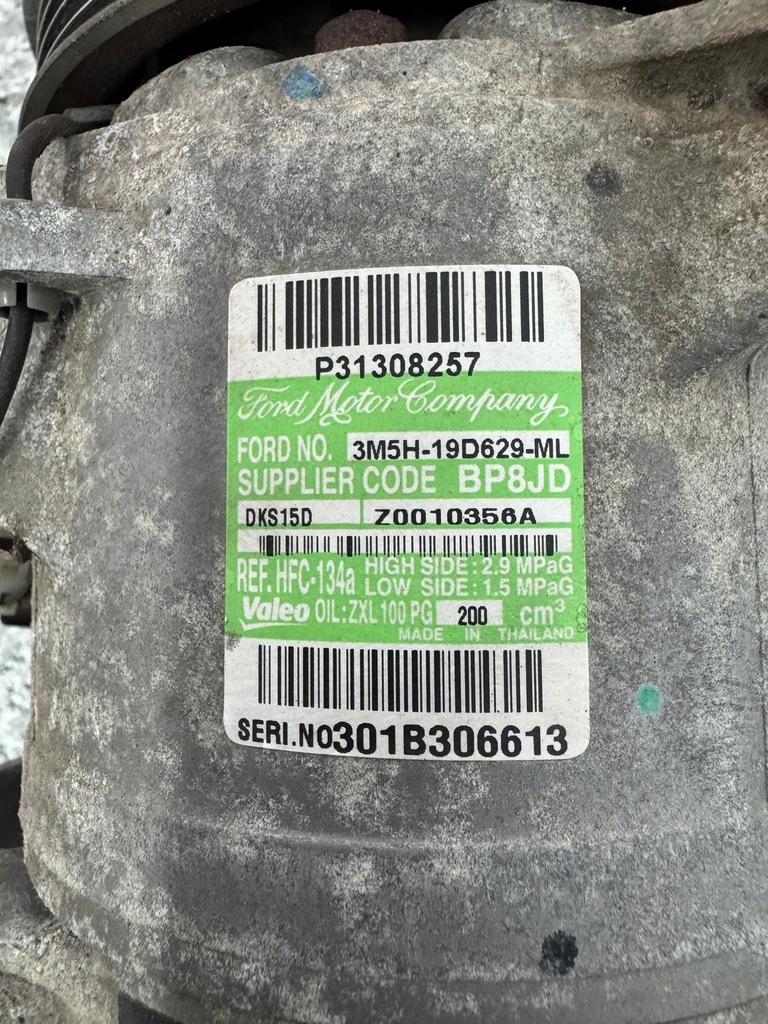 P31308257
Ford Motor Company
FORD NO. 3M5H-19D629-ML
SUPPLIER CODE BP8JD
DKS15D Z0010356A
REF. HFC-134a HIGH SIDE : 2.9 MPaG
LOW SIDE : 1.5 MPaG
Valeo OIL : ZXL 100 PG 200 cm³
MADE IN THAILAND
SERI.NO301B306613